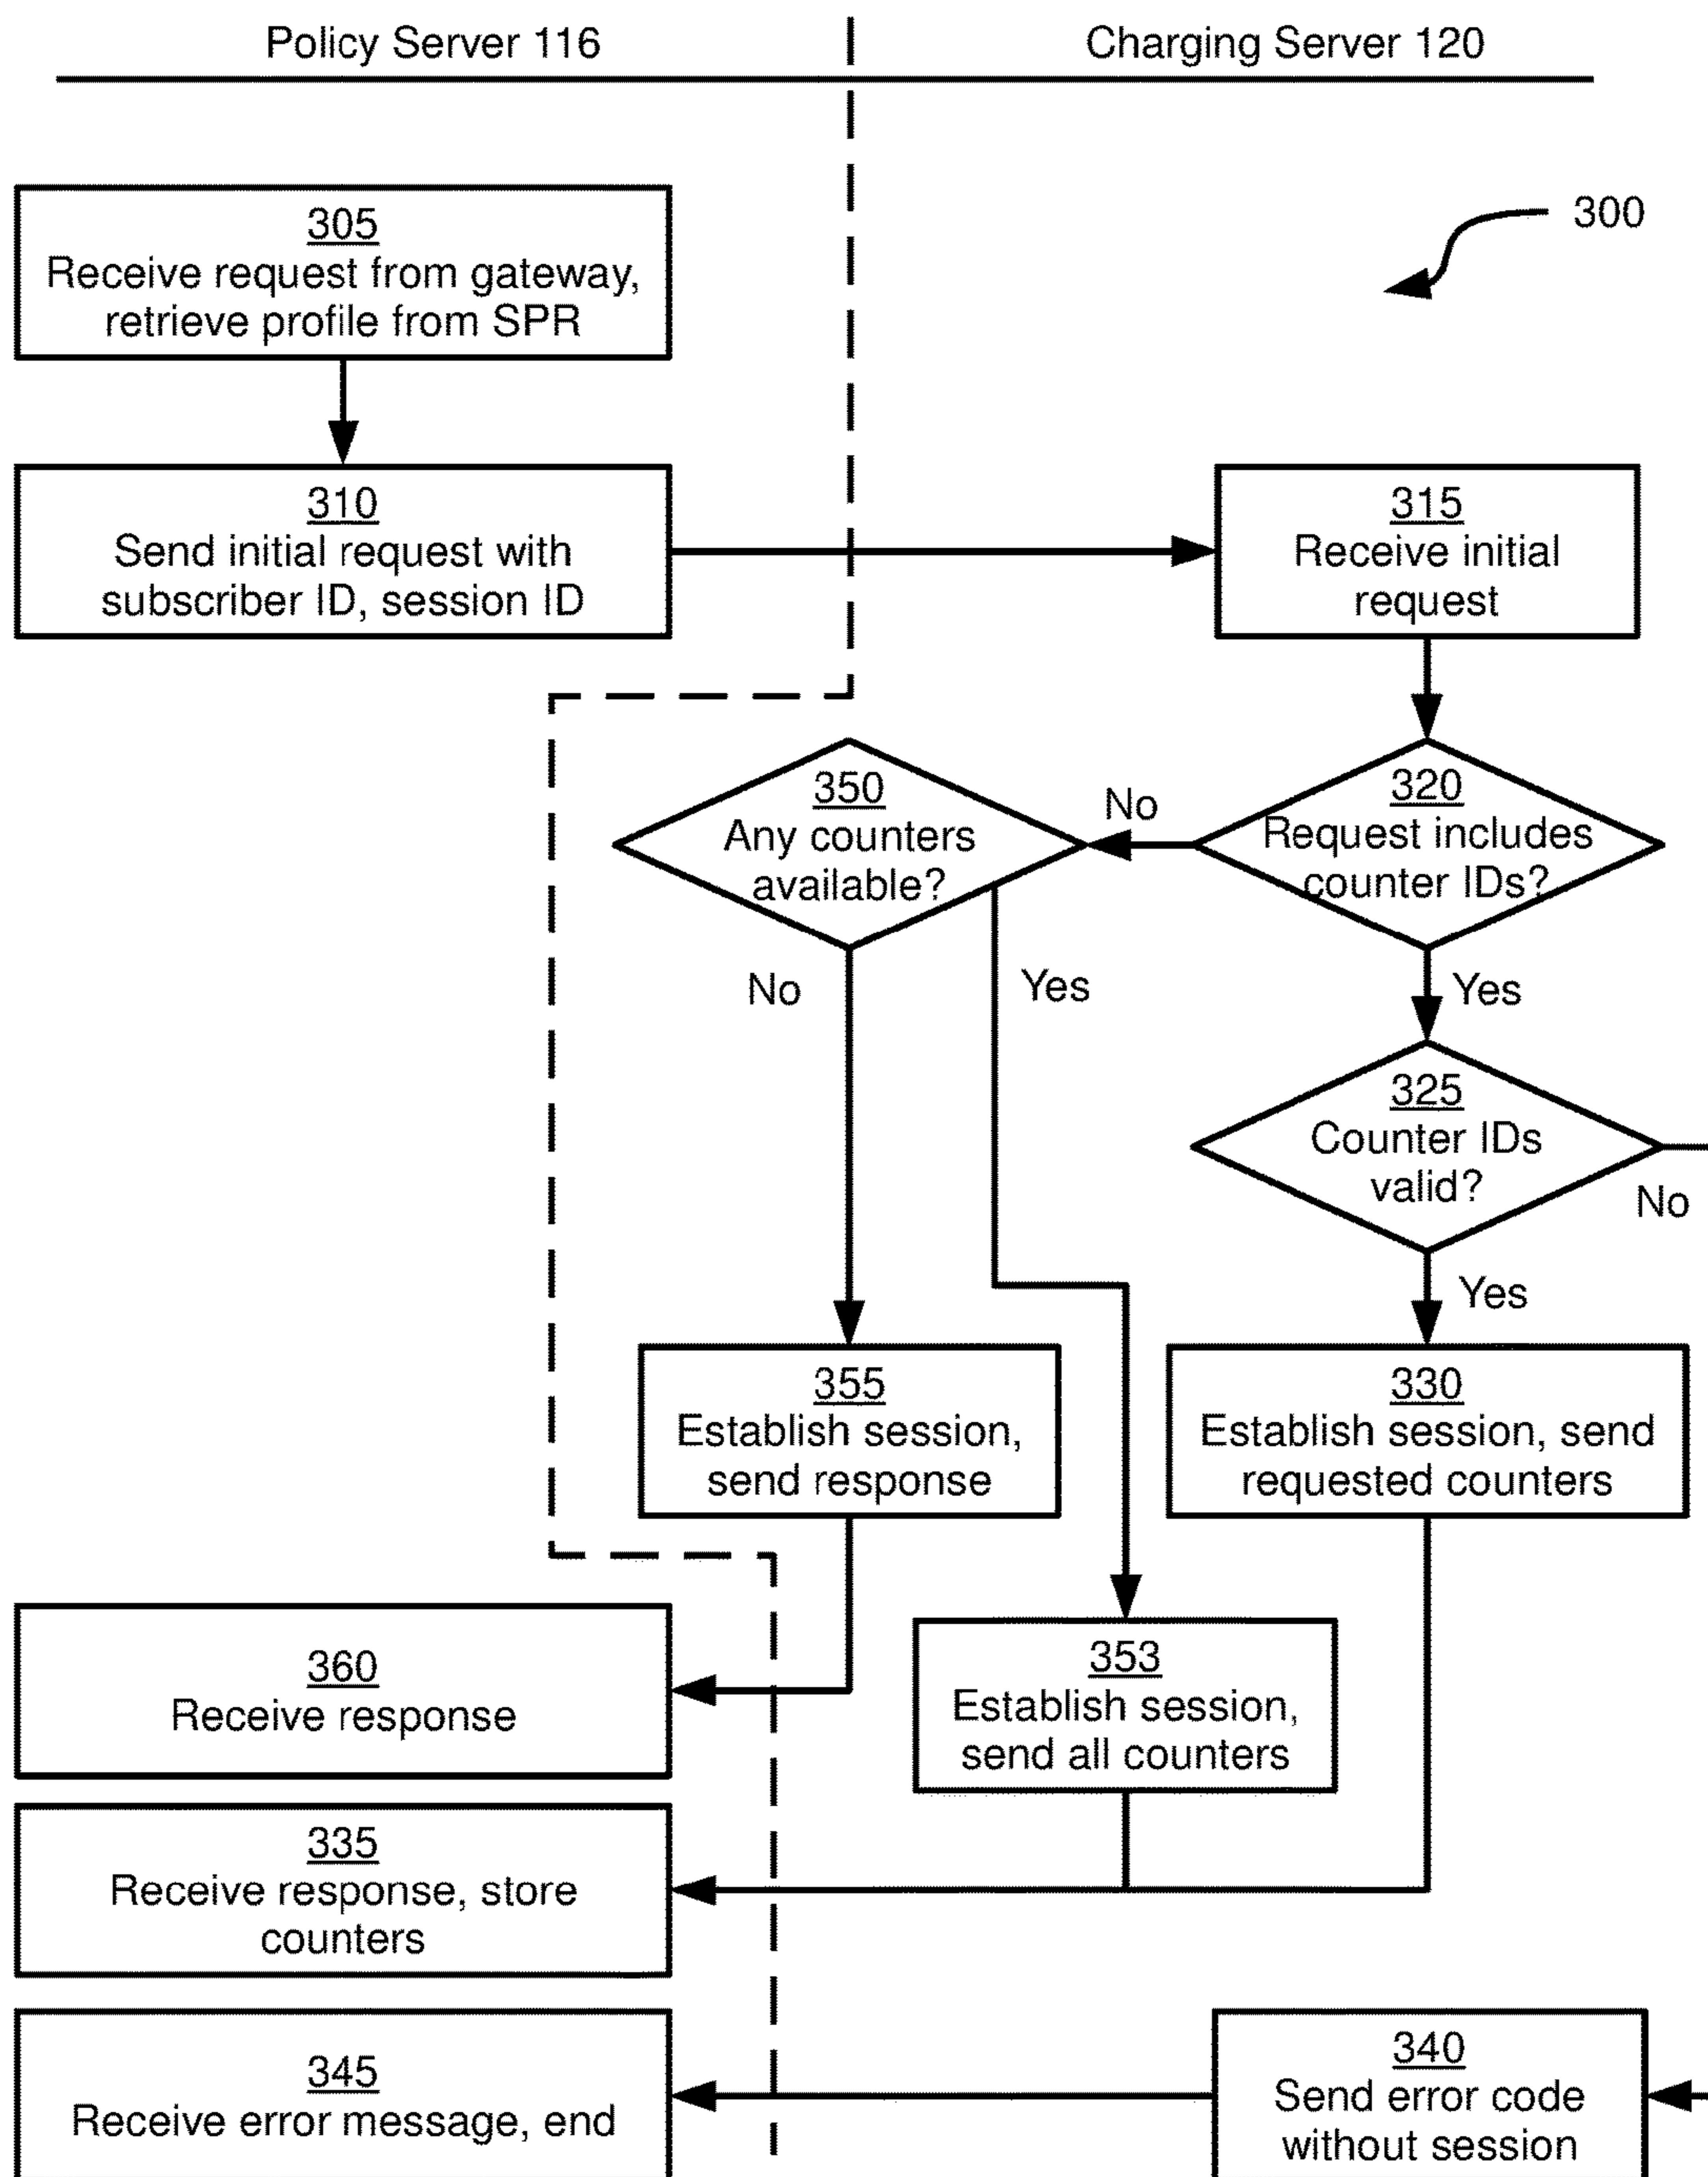 Policy Server 116
Charging Server 120
300
305
Receive request from gateway,
retrieve profile from SPR
310
Send initial request with
subscriber ID, session ID
315
Receive initial
request
320
Request includes
counter IDs?
No
350
Any counters
available?
No
Yes
Yes
325
Counter IDs
valid?
No
Yes
355
Establish session,
send response
330
Establish session, send
requested counters
353
Establish session,
send all counters
360
Receive response
335
Receive response, store
counters
340
Send error code
without session
345
Receive error message, end